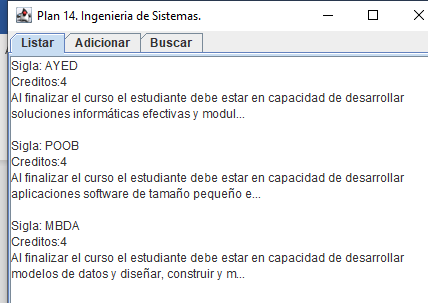 Plan 14. Ingenieria de Sistemas.
Listar Adicionar Buscar
Sigla: AYED
Creditos:4
Al finalizar el curso el estudiante debe estar en capacidad de desarrollar
soluciones informáticas efectivas y modul...
Sigla: POOB
Creditos:4
Al finalizar el curso el estudiante debe estar en capacidad de desarrollar
aplicaciones software de tamaño pequeño e...
Sigla: MBDA
Creditos:4
Al finalizar el curso el estudiante debe estar en capacidad de desarrollar
modelos de datos y diseñar, construir y m...